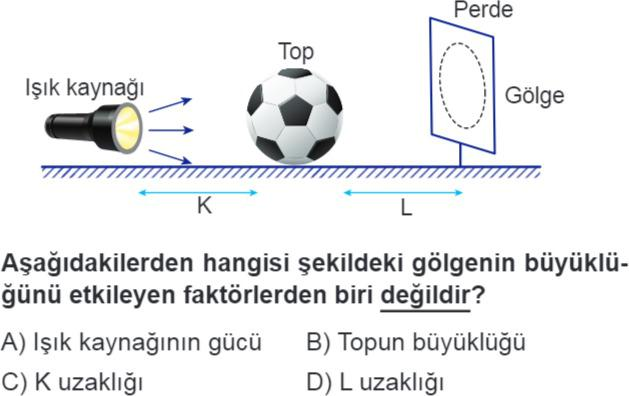 Perde
Top
Işık kaynağı
Gölge
K
L
Aşağıdakilerden hangisi şekildeki gölgenin büyüklü-
ğünü etkileyen faktörlerden biri değildir?
A) Işık kaynağının gücü B) Topun büyüklüğü
C) K uzaklığı D) L uzaklığı